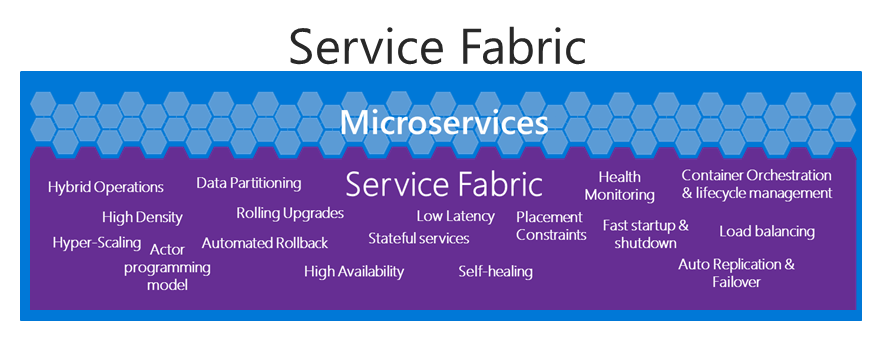 Service Fabric
Microservices
Service Fabric
Hybrid Operations
Data Partitioning
Health
Monitoring
Container Orchestration
& lifecycle management
High Density
Rolling Upgrades
Low Latency
Placement
Constraints
Fast startup &
shutdown
Load balancing
Hyper-Scaling
Actor
programming
model
Automated Rollback
Stateful services
High Availability
Self-healing
Auto Replication &
Failover